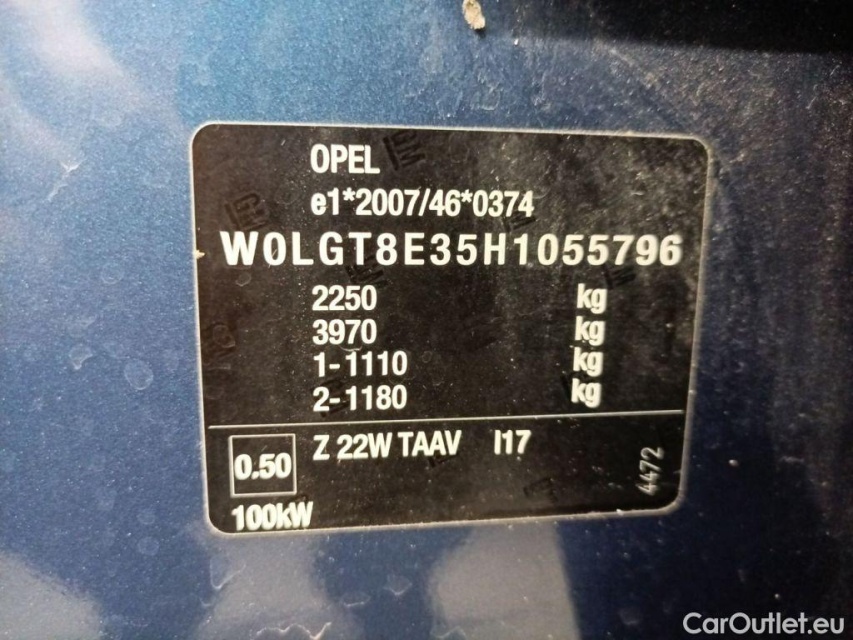 OPEL
e1*2007/46*0374
W0LGT8E35H1055796
2250 kg
3970 kg
1-1110 kg
2-1180 kg
0.50 Z 22W TAAV I17
4472
100kW
CarOutlet.eu